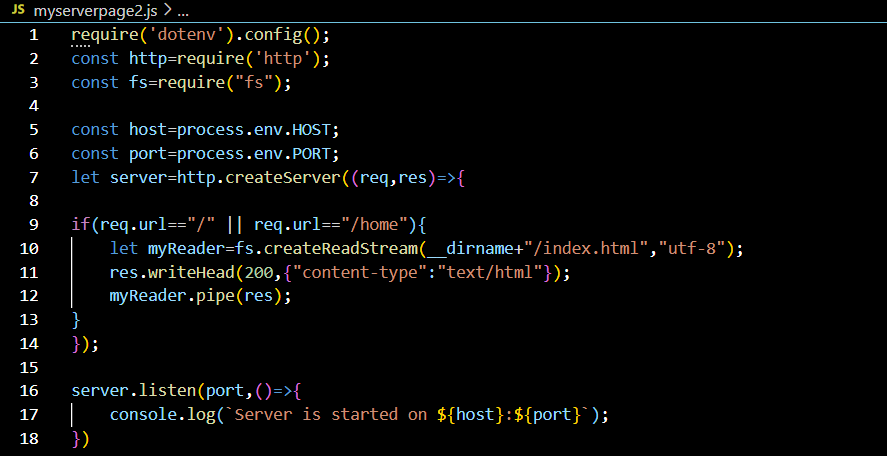 JS myserverpage2.js > ...
1 require('dotenv').config();
2 const http=require('http');
3 const fs=require("fs");
4
5 const host=process.env.HOST;
6 const port=process.env.PORT;
7 let server=http.createServer((req,res)=>{
8
9 if(req.url=="/" || req.url=="/home"){
10     let myReader=fs.createReadStream(__dirname+"/index.html","utf-8");
11     res.writeHead(200,{"content-type":"text/html"});
12     myReader.pipe(res);
13 }
14 });
15
16 server.listen(port,()=>{
17     console.log(`Server is started on ${host}:${port}`);
18 })